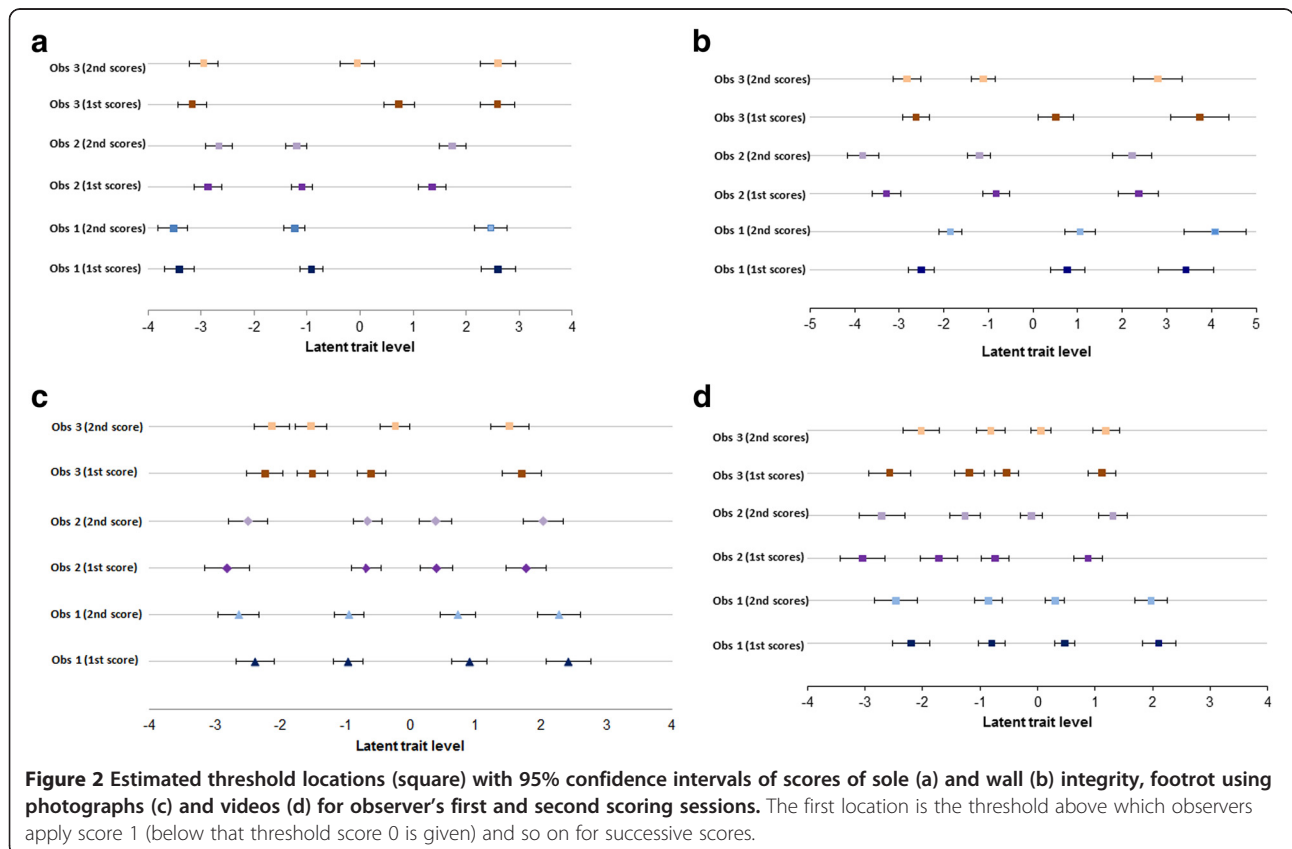 a
Obs 3 (2nd scores)
Obs 3 (1st scores)
Obs 2 (2nd scores)
Obs 2 (1st scores)
Obs 1 (2nd scores)
Obs 1 (1st scores)
-4 -3 -2 -1 0 1 2 3 4
Latent trait level
b
Obs 3 (2nd scores)
Obs 3 (1st scores)
Obs 2 (2nd scores)
Obs 2 (1st scores)
Obs 1 (2nd scores)
Obs 1 (1st scores)
-5 -4 -3 -2 -1 0 1 2 3 4 5
Latent trait level
c
Obs 3 (2nd score)
Obs 3 (1st score)
Obs 2 (2nd score)
Obs 2 (1st score)
Obs 1 (2nd score)
Obs 1 (1st score)
-4 -3 -2 -1 0 1 2 3 4
Latent trait level
d
Obs 3 (2nd scores)
Obs 3 (1st scores)
Obs 2 (2nd scores)
Obs 2 (1st scores)
Obs 1 (2nd scores)
Obs 1 (1st scores)
-4 -3 -2 -1 0 1 2 3 4
Latent trait level
Figure 2 Estimated threshold locations (square) with 95% confidence intervals of scores of sole (a) and wall (b) integrity, footrot using
photographs (c) and videos (d) for observer's first and second scoring sessions. The first location is the threshold above which observers
apply score 1 (below that threshold score 0 is given) and so on for successive scores.